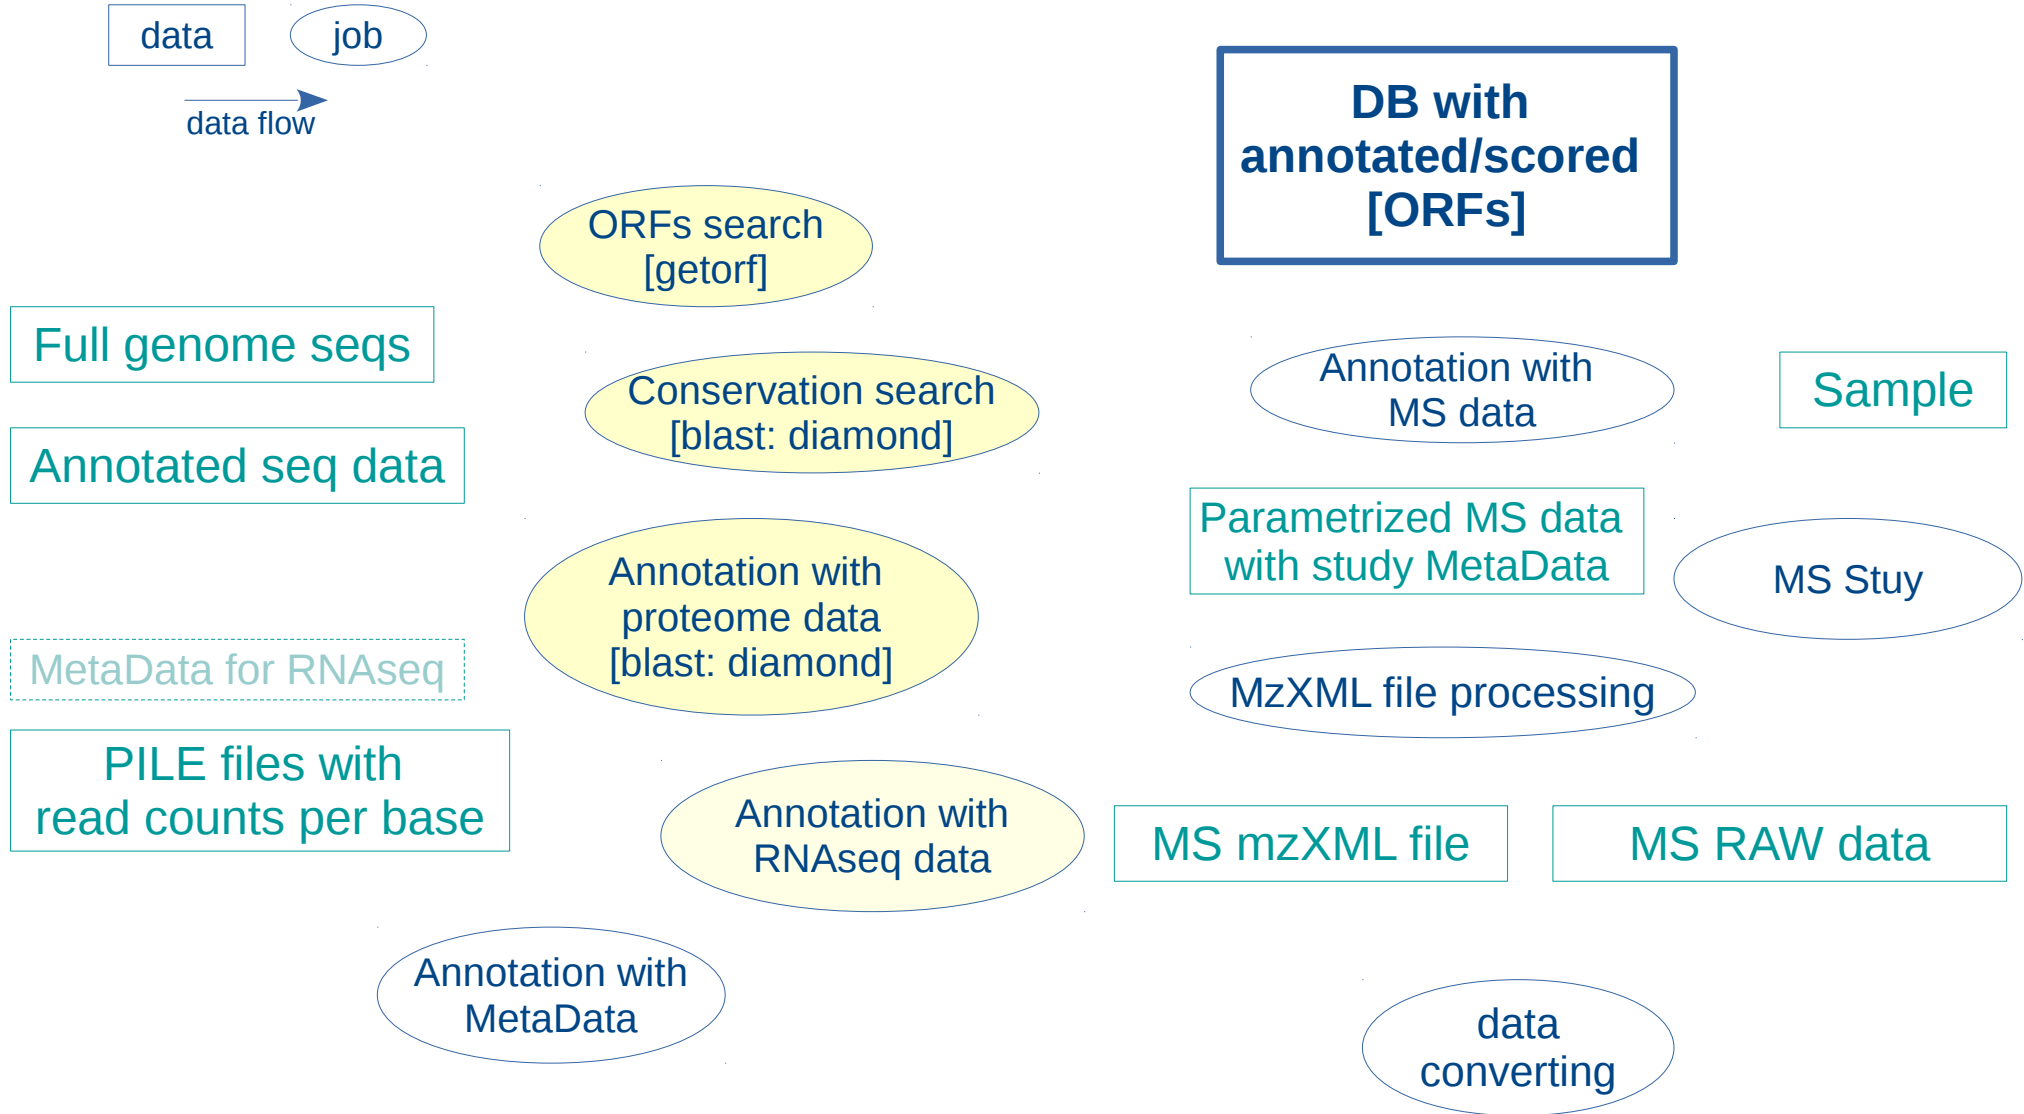 data
job
data flow
DB with
annotated/scored
[ORFs]
ORFs search
[getorf]
Full genome seqs
Conservation search
[blast: diamond]
Annotation with
MS data
Sample
Annotated seq data
Parametrized MS data
with study MetaData
MS Stuy
Annotation with
proteome data
[blast: diamond]
MetaData for RNAseq
MzXML file processing
PILE files with
read counts per base
Annotation with
RNAseq data
MS mzXML file
MS RAW data
Annotation with
MetaData
data
converting